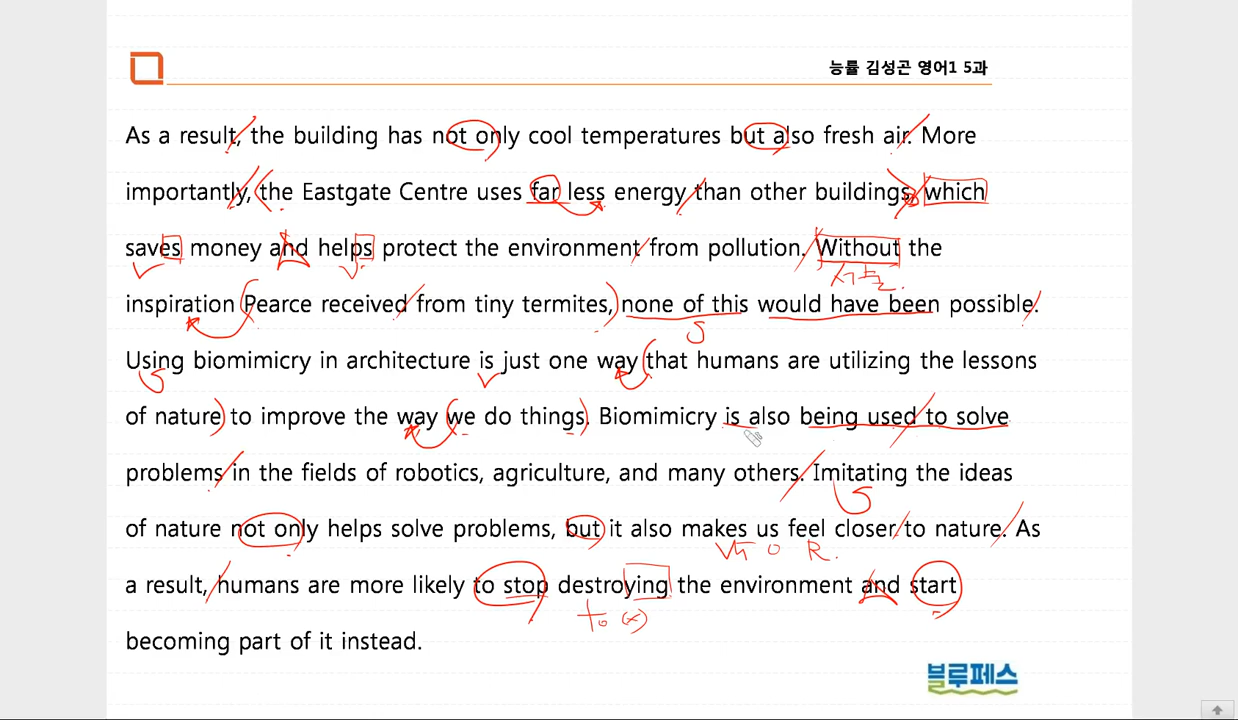 능률 김성곤 영어1 5과
As a result, the building has not only cool temperatures but also fresh air. More
importantly, the Eastgate Centre uses far less energy than other buildings, which
saves money and helps protect the environment from pollution. Without the
inspiration Pearce received from tiny termites, none of this would have been possible.
S
Using biomimicry in architecture is just one way that humans are utilizing the lessons
S
of nature to improve the way we do things. Biomimicry is also being used to solve
problems in the fields of robotics, agriculture, and many others. Imitating the ideas
S
of nature not only helps solve problems, but it also makes us feel closer to nature. As
a result, humans are more likely to stop destroying the environment and start
to (x)
becoming part of it instead.
블루페스